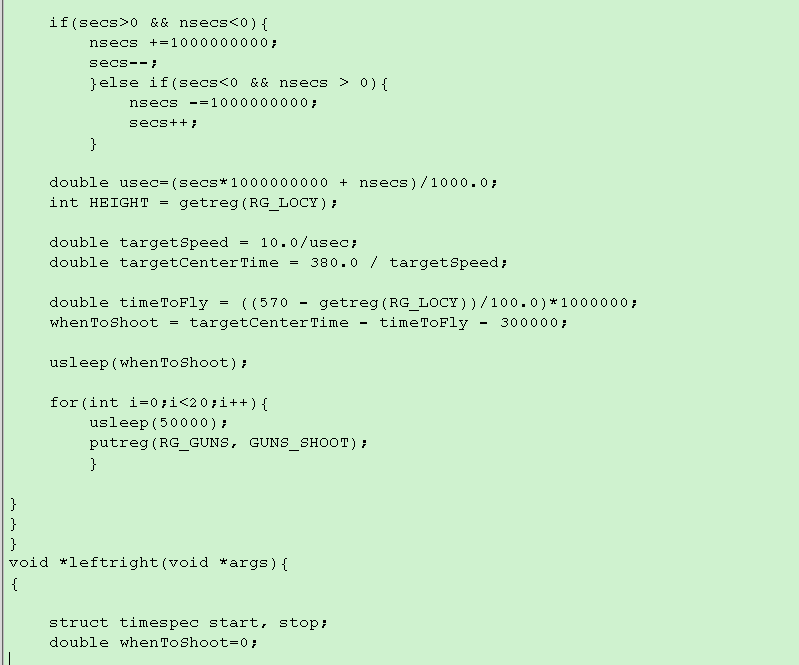 if(secs>0 && nsecs<0){
nsecs +=1000000000;
secs--;
}else if(secs<0 && nsecs > 0){
nsecs -=1000000000;
secs++;
}
double usec=(secs*1000000000 + nsecs)/1000.0;
int HEIGHT = getreg(RG_LOCY);
double targetSpeed = 10.0/usec;
double targetCenterTime = 380.0 / targetSpeed;
double timeToFly = ((570 - getreg(RG_LOCY))/100.0)*1000000;
whenToShoot = targetCenterTime - timeToFly - 300000;
usleep(whenToShoot);
for(int i=0;i<20;i++){
usleep(50000);
putreg(RG_GUNS, GUNS_SHOOT);
}
}
}
}
void *leftright(void *args){
{
struct timespec start, stop;
double whenToShoot=0;